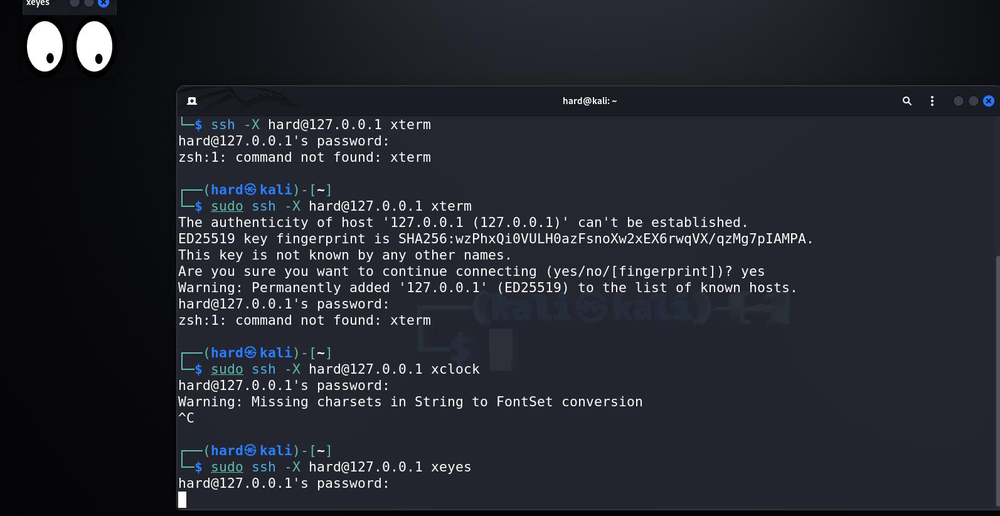 xeyes
hard@kali: ~
└─$ ssh -X hard@127.0.0.1 xterm
hard@127.0.0.1's password:
zsh:1: command not found: xterm
┌──(hard㉿kali)-[~]
└─$ sudo ssh -X hard@127.0.0.1 xterm
The authenticity of host '127.0.0.1 (127.0.0.1)' can't be established.
ED25519 key fingerprint is SHA256:wzPhxQi0VULH0azFsnoXw2xEX6rwqVX/qzMg7pIAMPA.
This key is not known by any other names.
Are you sure you want to continue connecting (yes/no/[fingerprint])? yes
Warning: Permanently added '127.0.0.1' (ED25519) to the list of known hosts.
hard@127.0.0.1's password:
zsh:1: command not found: xterm
┌──(hard㉿kali)-[~]
└─$ sudo ssh -X hard@127.0.0.1 xclock
hard@127.0.0.1's password:
Warning: Missing charsets in String to FontSet conversion
^C
┌──(hard㉿kali)-[~]
└─$ sudo ssh -X hard@127.0.0.1 xeyes
hard@127.0.0.1's password:
┌──(kali㉿kali)-[~]
└─$